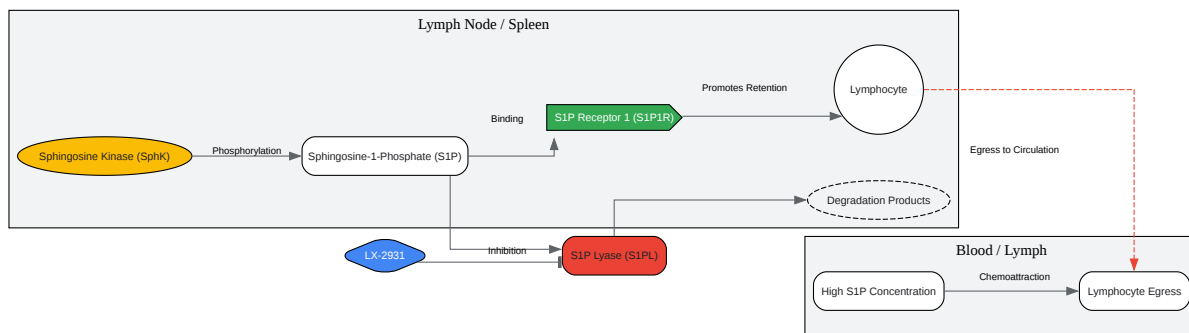 Lymph Node / Spleen
Promotes Retention
Lymphocyte
Binding
S1P Receptor 1 (S1P1R)
Sphingosine Kinase (SphK)
Phosphorylation
Sphingosine-1-Phosphate (S1P)
Egress to Circulation
Degradation Products
LX-2931
Inhibition
S1P Lyase (S1PL)
Blood / Lymph
High S1P Concentration
Chemoattraction
Lymphocyte Egress